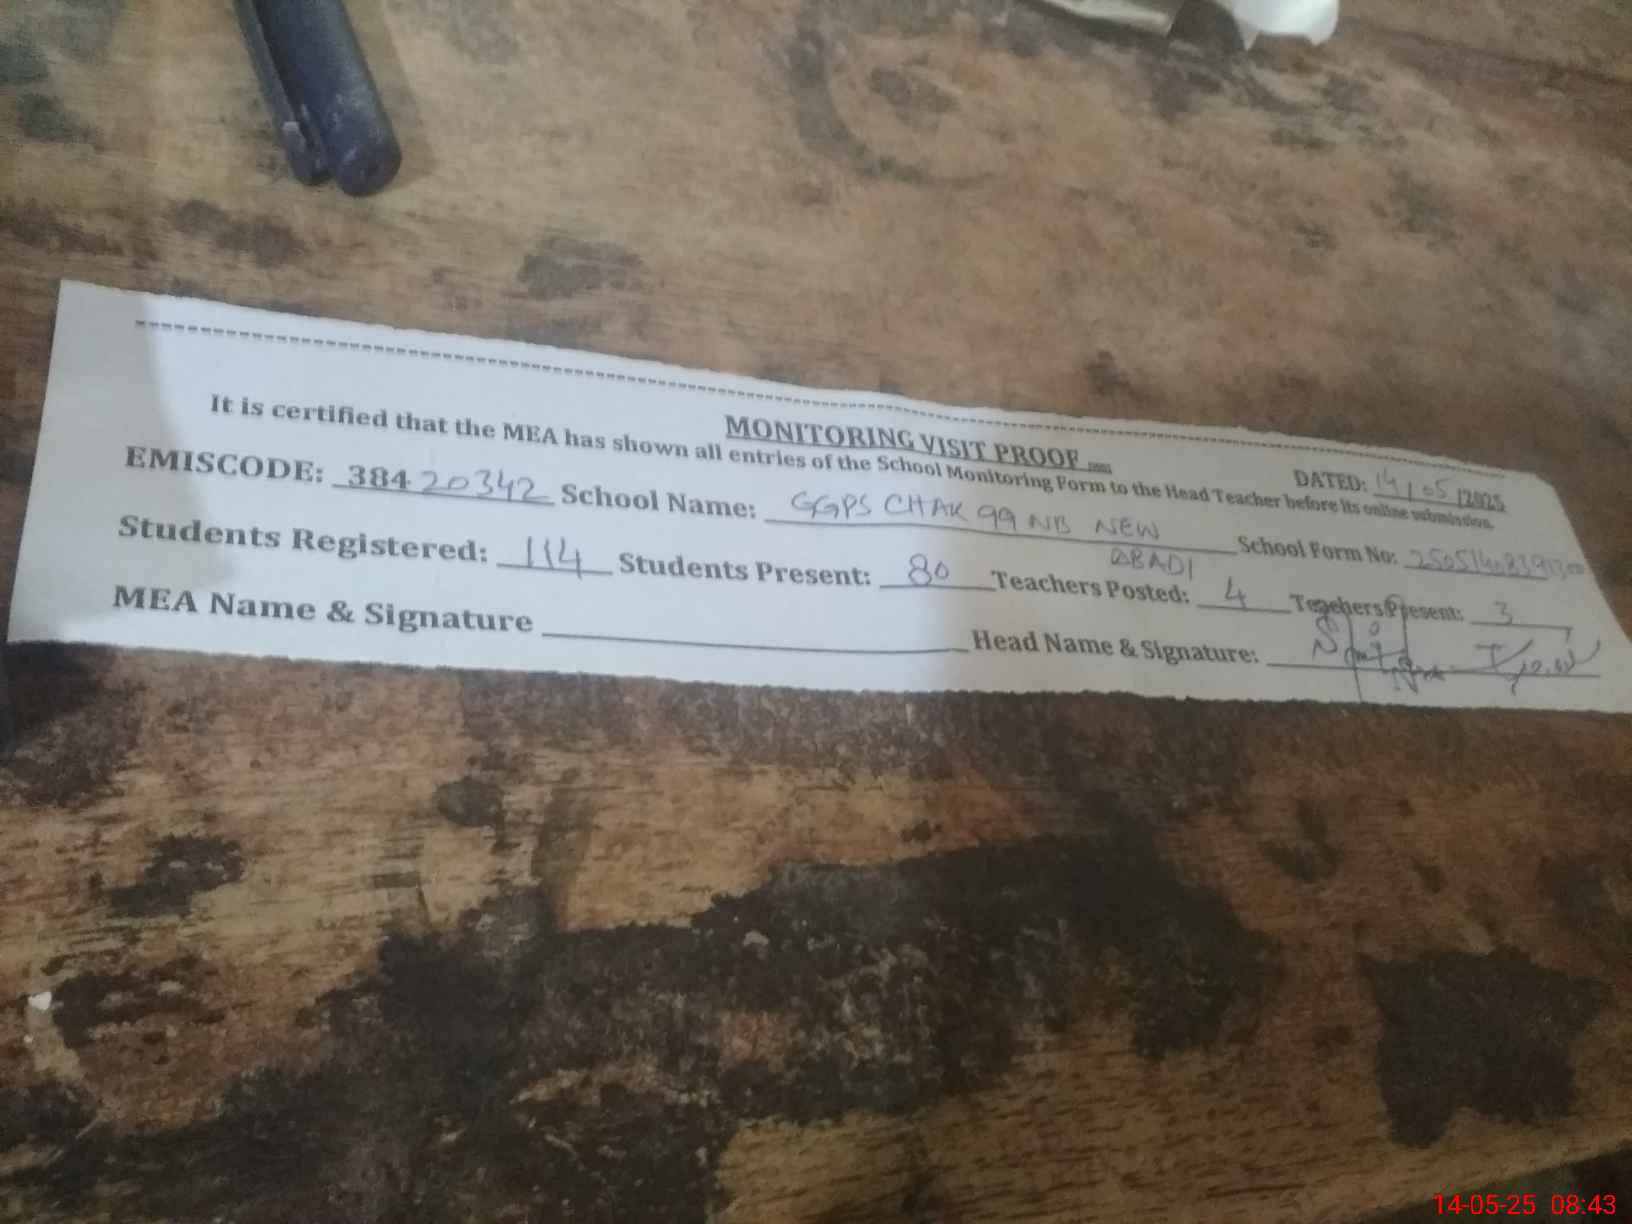 MONITORING VISIT PROOF
DATED: 14/05/2025
It is certified that the MEA has shown all entries of the School Monitoring Form to the Head Teacher before its online submission.
EMISCODE: 384 20342 School Name: GGPS CHAK 99 NB NEW ABADI School Form No:
Students Registered: 114 Students Present: 80 Teachers Posted: 4 Teachers Present: 3
MEA Name & Signature Head Name & Signature:
14-05-25 08:43